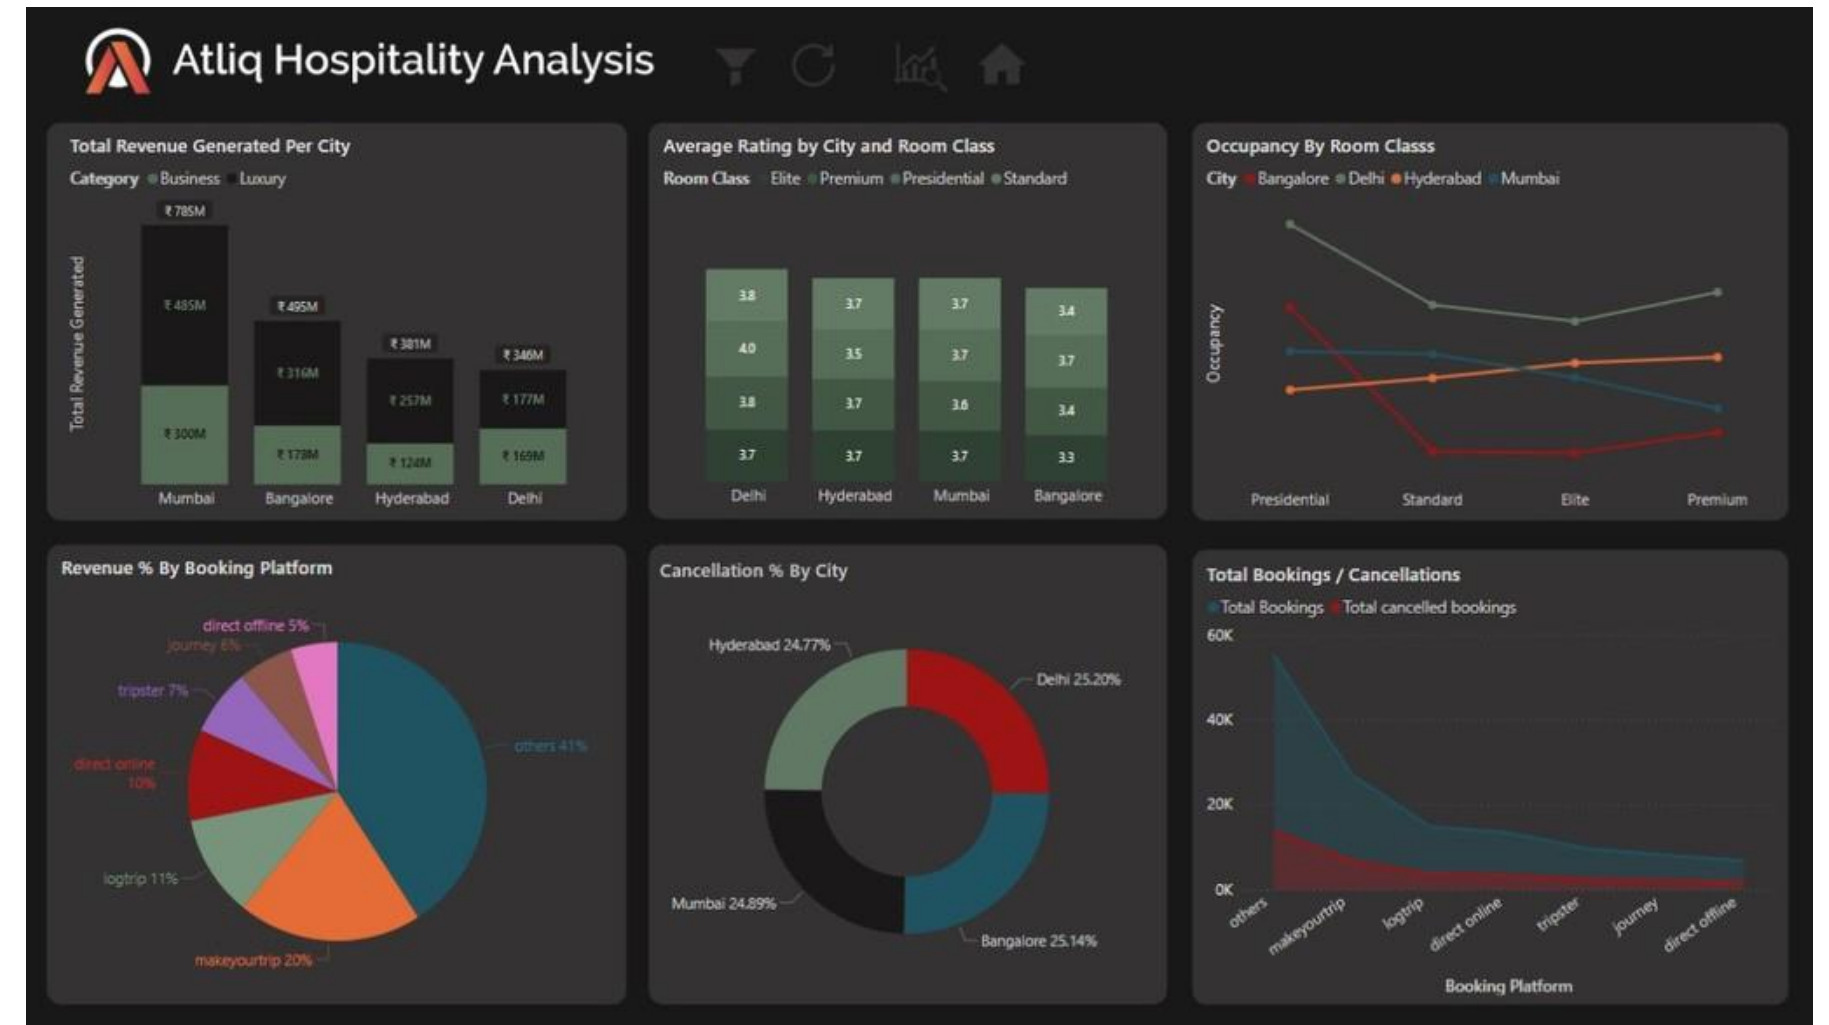 Atliq Hospitality Analysis
Total Revenue Generated Per City
Category Business Luxury
Total Revenue Generated
₹ 785M
₹ 485M
₹ 300M
₹ 495M
₹ 316M
₹ 178M
₹ 381M
₹ 257M
₹ 124M
₹ 346M
₹ 177M
₹ 169M
Mumbai Bangalore Hyderabad Delhi
Average Rating by City and Room Class
Room Class Elite Premium Presidential Standard
3.8 3.7 3.7 3.4
4.0 3.5 3.7 3.7
3.8 3.7 3.6 3.4
3.7 3.7 3.7 3.3
Delhi Hyderabad Mumbai Bangalore
Occupancy By Room Classs
City Bangalore Delhi Hyderabad Mumbai
Occupancy
Presidential Standard Elite Premium
Revenue % By Booking Platform
direct offline 5%
journey 6%
tripster 7%
others 41%
direct online
10%
logtrip 11%
makeyourtrip 20%
Cancellation % By City
Hyderabad 24.77%
Delhi 25.20%
Mumbai 24.89%
Bangalore 25.14%
Total Bookings / Cancellations
Total Bookings Total cancelled bookings
60K
40K
20K
0K
others makeyourtrip logtrip direct online tripster journey direct offline
Booking Platform